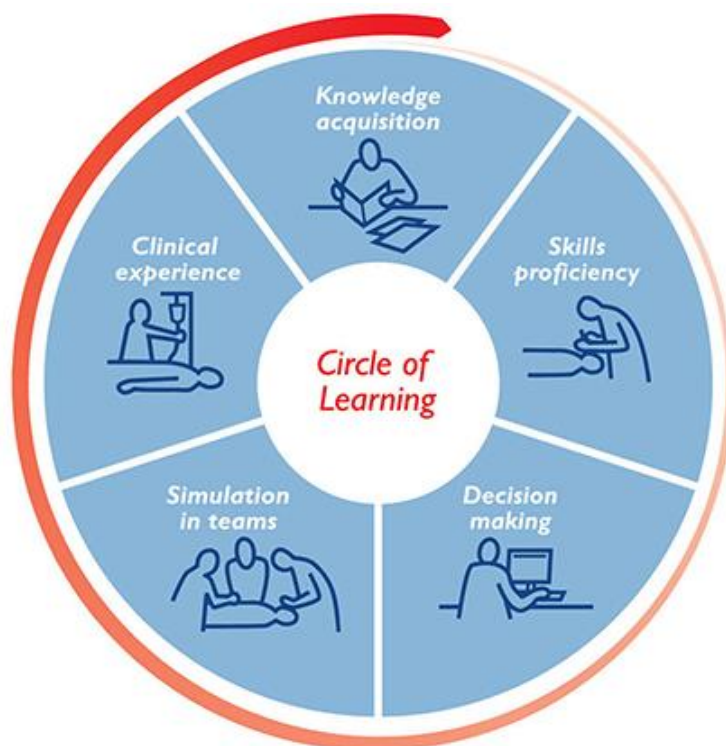 Knowledge
acquisition
Skills
proficiency
Decision
making
Simulation
in teams
Clinical
experience
Circle of
Learning